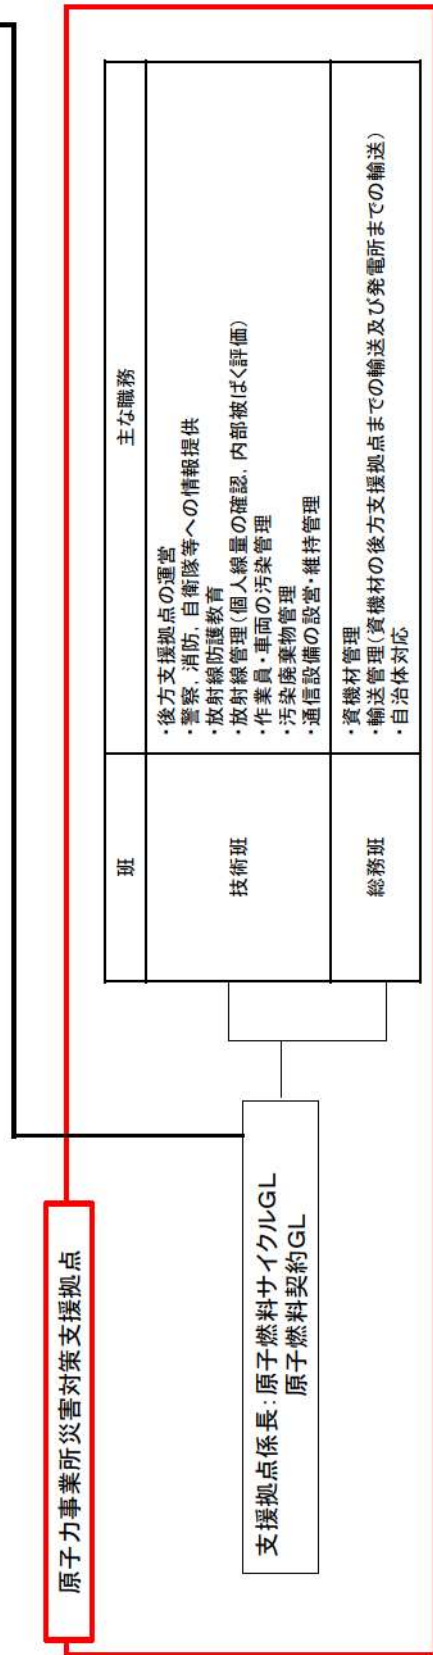 原子力事業所災害対策支援拠点
支援拠点係長:原子燃料サイクルGL
原子燃料契約GL
班
主な職務
技術班
・後方支援拠点の運営
・警察,消防,自衛隊等への情報提供
・放射線防護教育
・放射線管理(個人線量の確認,内部被ばく評価)
・作業員・車両の汚染管理
・汚染廃棄物管理
・通信設備の設営・維持管理
総務班
・資機材管理
・輸送管理(資機材の後方支援拠点までの輸送及び発電所までの輸送)
・自治体対応